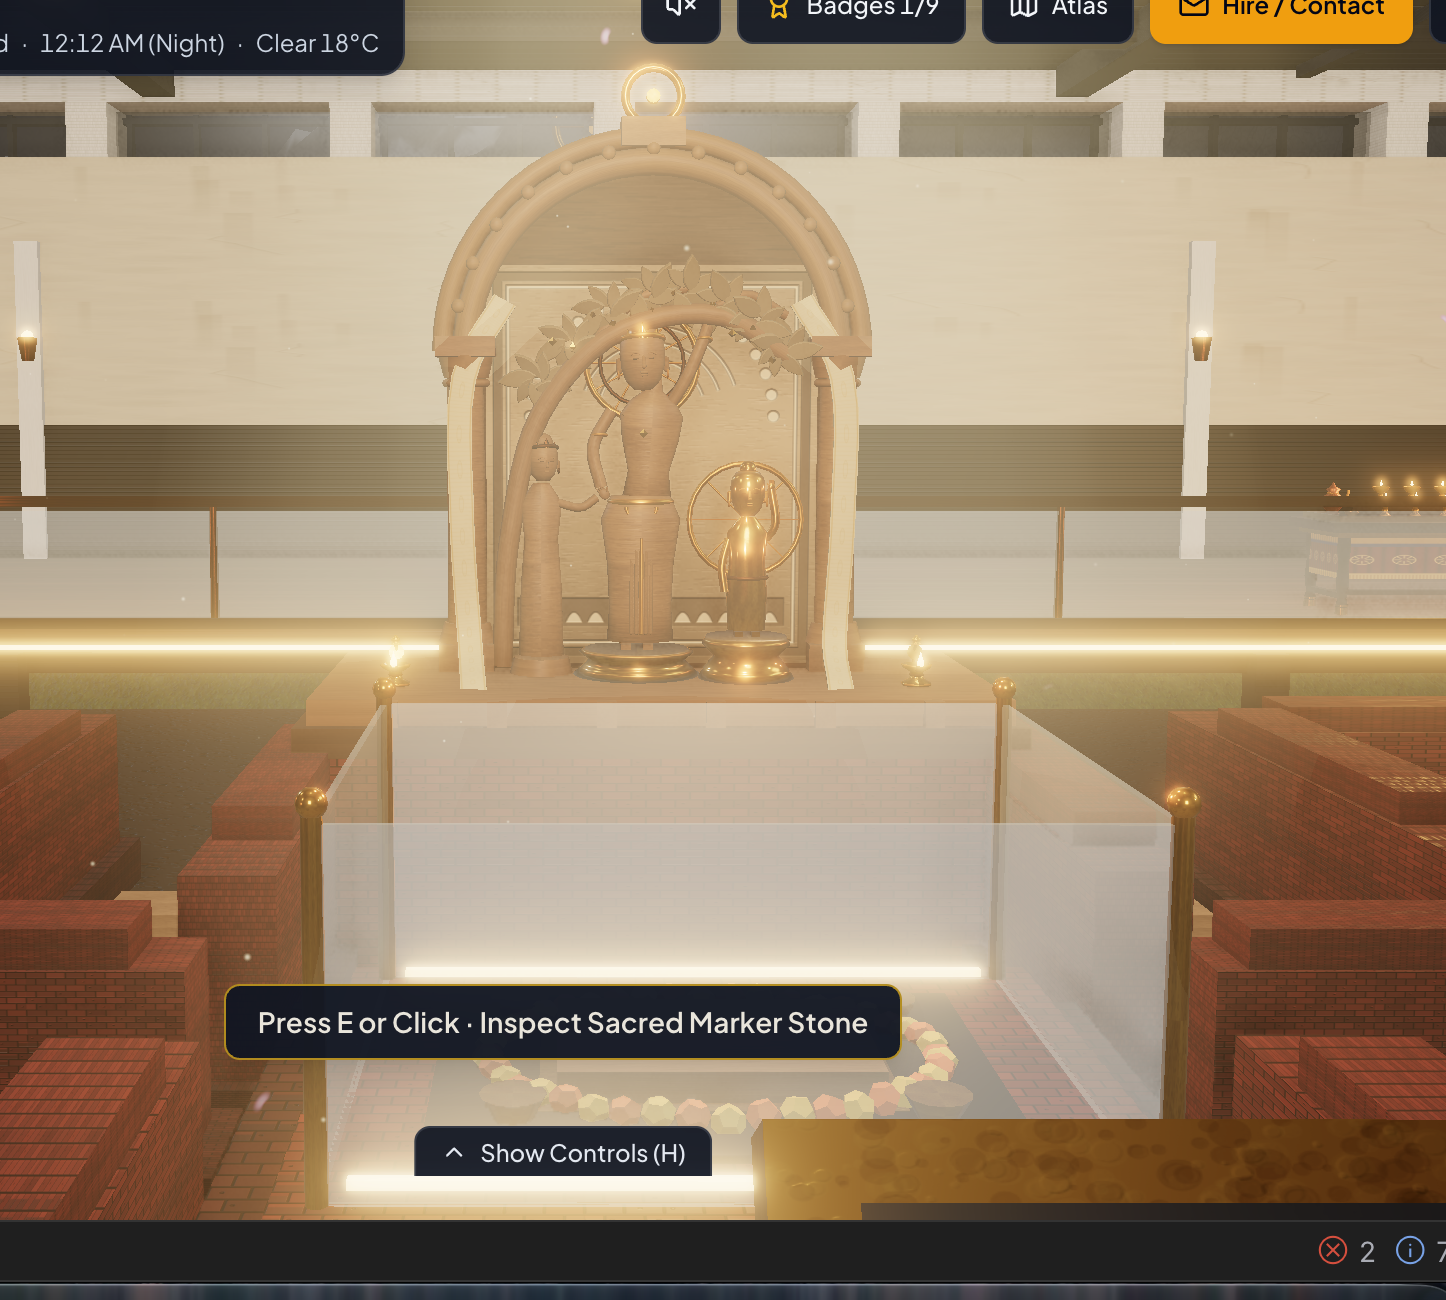 Badges 1/9
Atlas
Hire / Contact
· 12:12 AM (Night) · Clear 18°C
Press E or Click · Inspect Sacred Marker Stone
Show Controls (H)
2